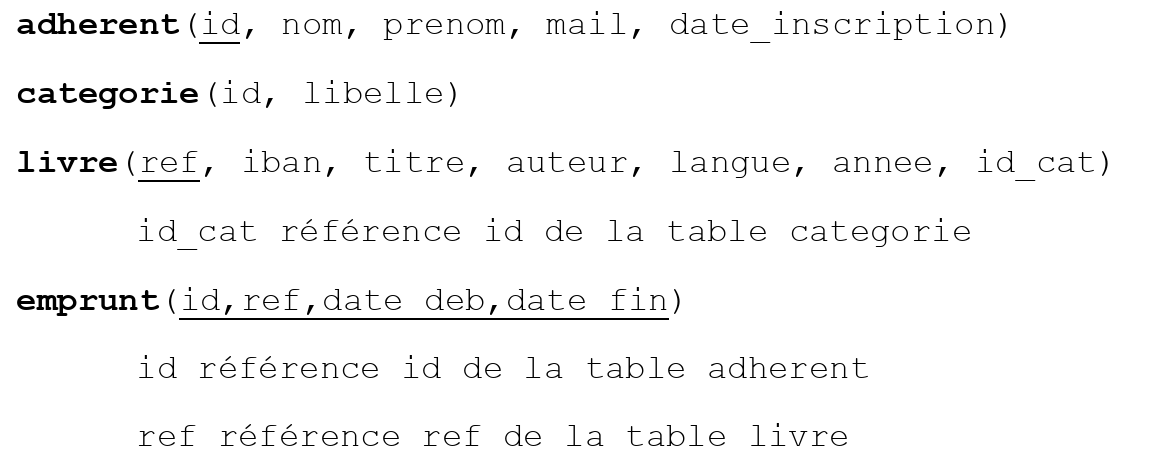 adherent(id, nom, prenom, mail, date_inscription)
categorie(id, libelle)
livre(ref, iban, titre, auteur, langue, annee, id_cat)
id_cat référence id de la table categorie
emprunt(id,ref,date_deb,date_fin)
id référence id de la table adherent
ref référence ref de la table livre